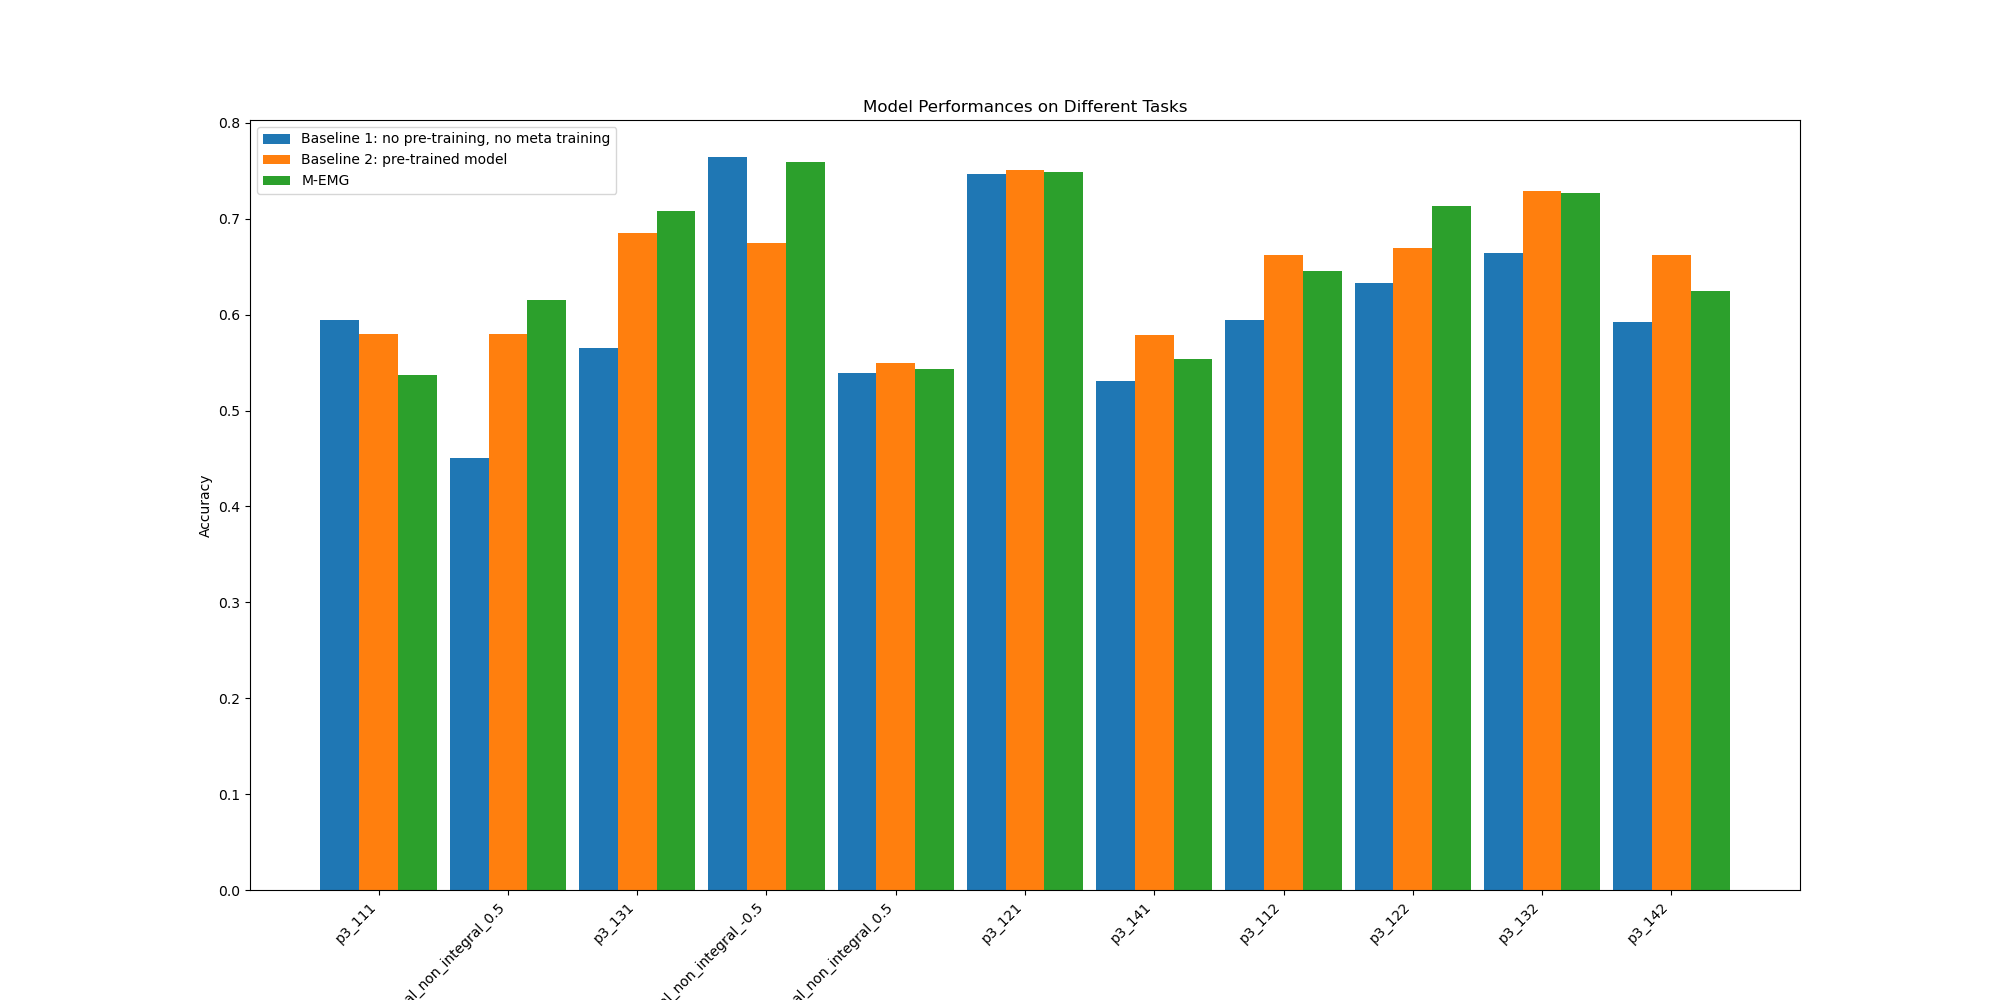 Model Performances on Different Tasks
Baseline 1: no pre-training, no meta training
Baseline 2: pre-trained model
M-EMG
Accuracy
0.8
0.7
0.6
0.5
0.4
0.3
0.2
0.1
0.0
p3_111
al_non_integral_0.5
p3_131
al_non_integral_-0.5
al_non_integral_0.5
p3_121
p3_141
p3_112
p3_122
p3_132
p3_142